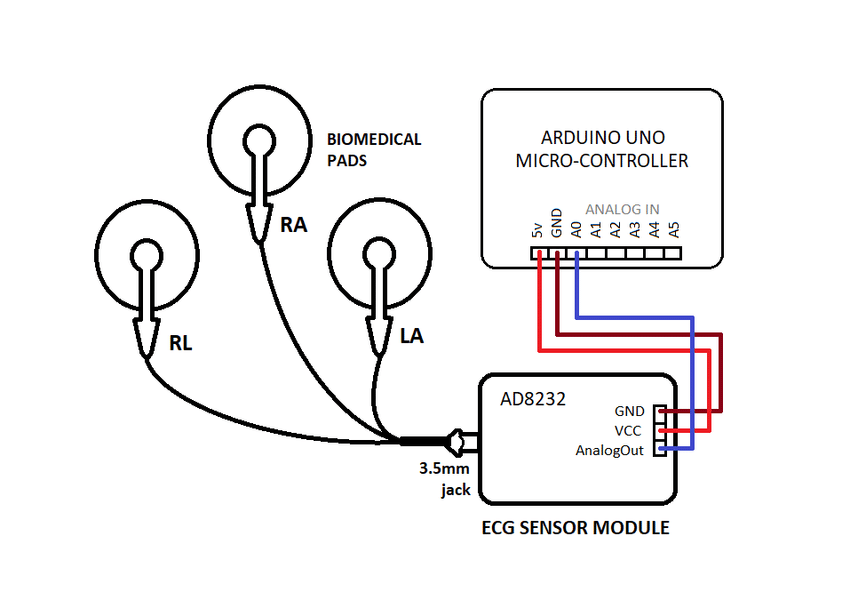 BIOMEDICAL
PADS
RA
RL
LA
ARDUINO UNO
MICRO-CONTROLLER
ANALOG IN
5v
GND
A0
A1
A2
A3
A4
A5
AD8232
GND
VCC
AnalogOut
3.5mm
jack
ECG SENSOR MODULE